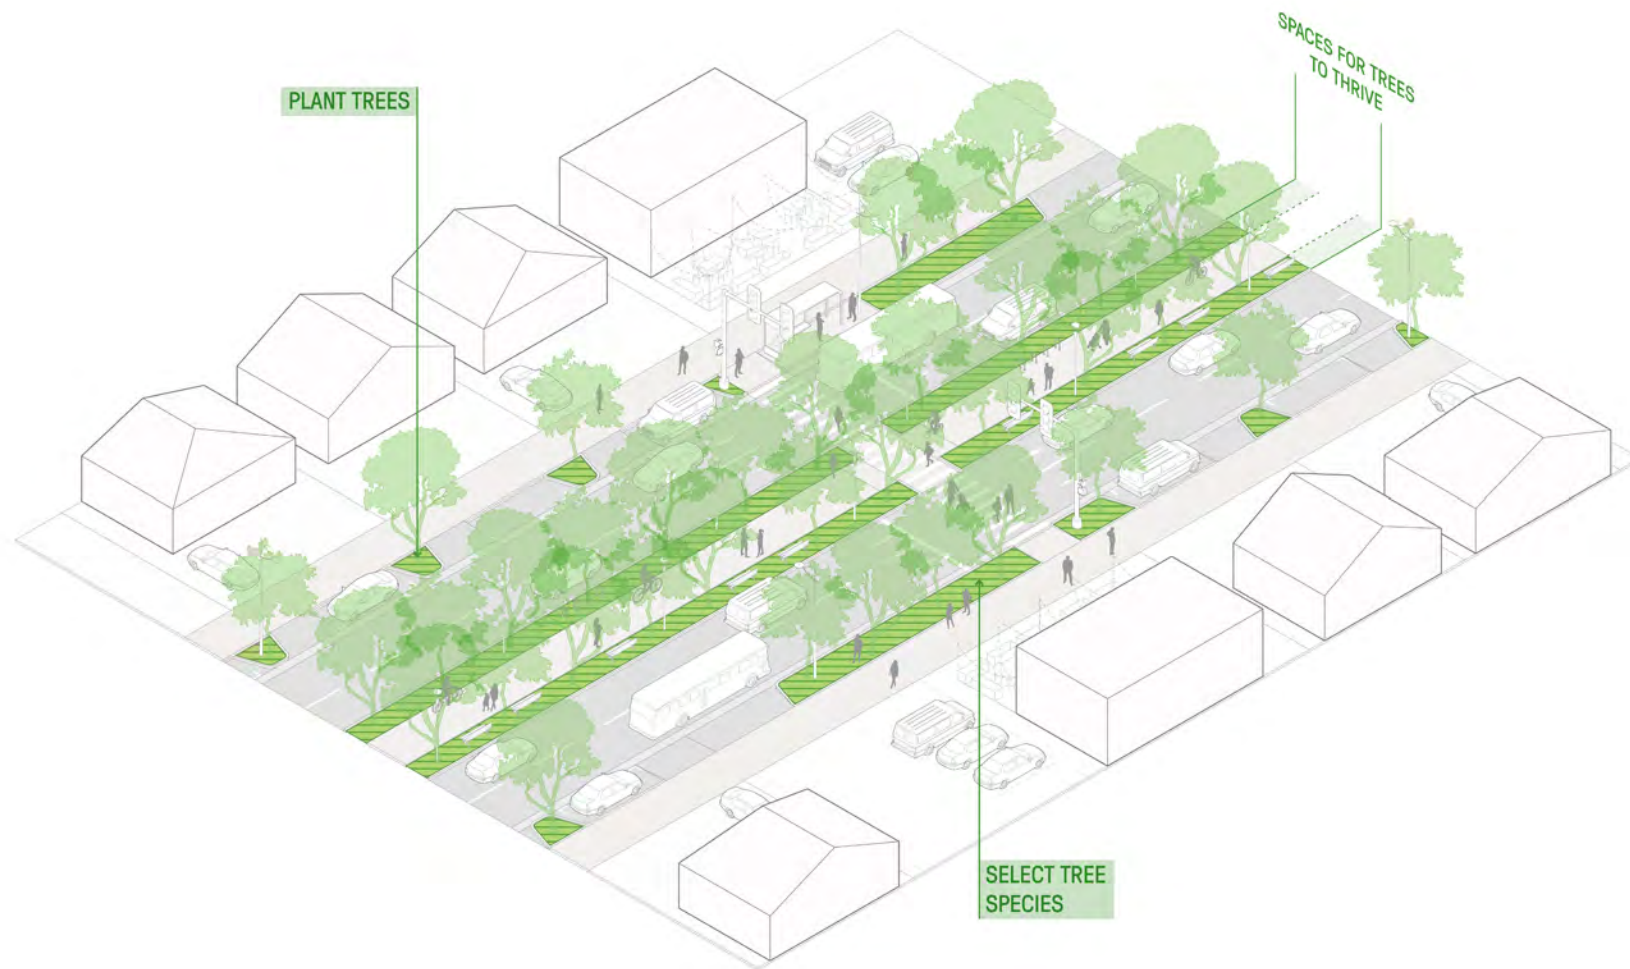 PLANT TREES
SPACES FOR TREES
TO THRIVE
SELECT TREE
SPECIES